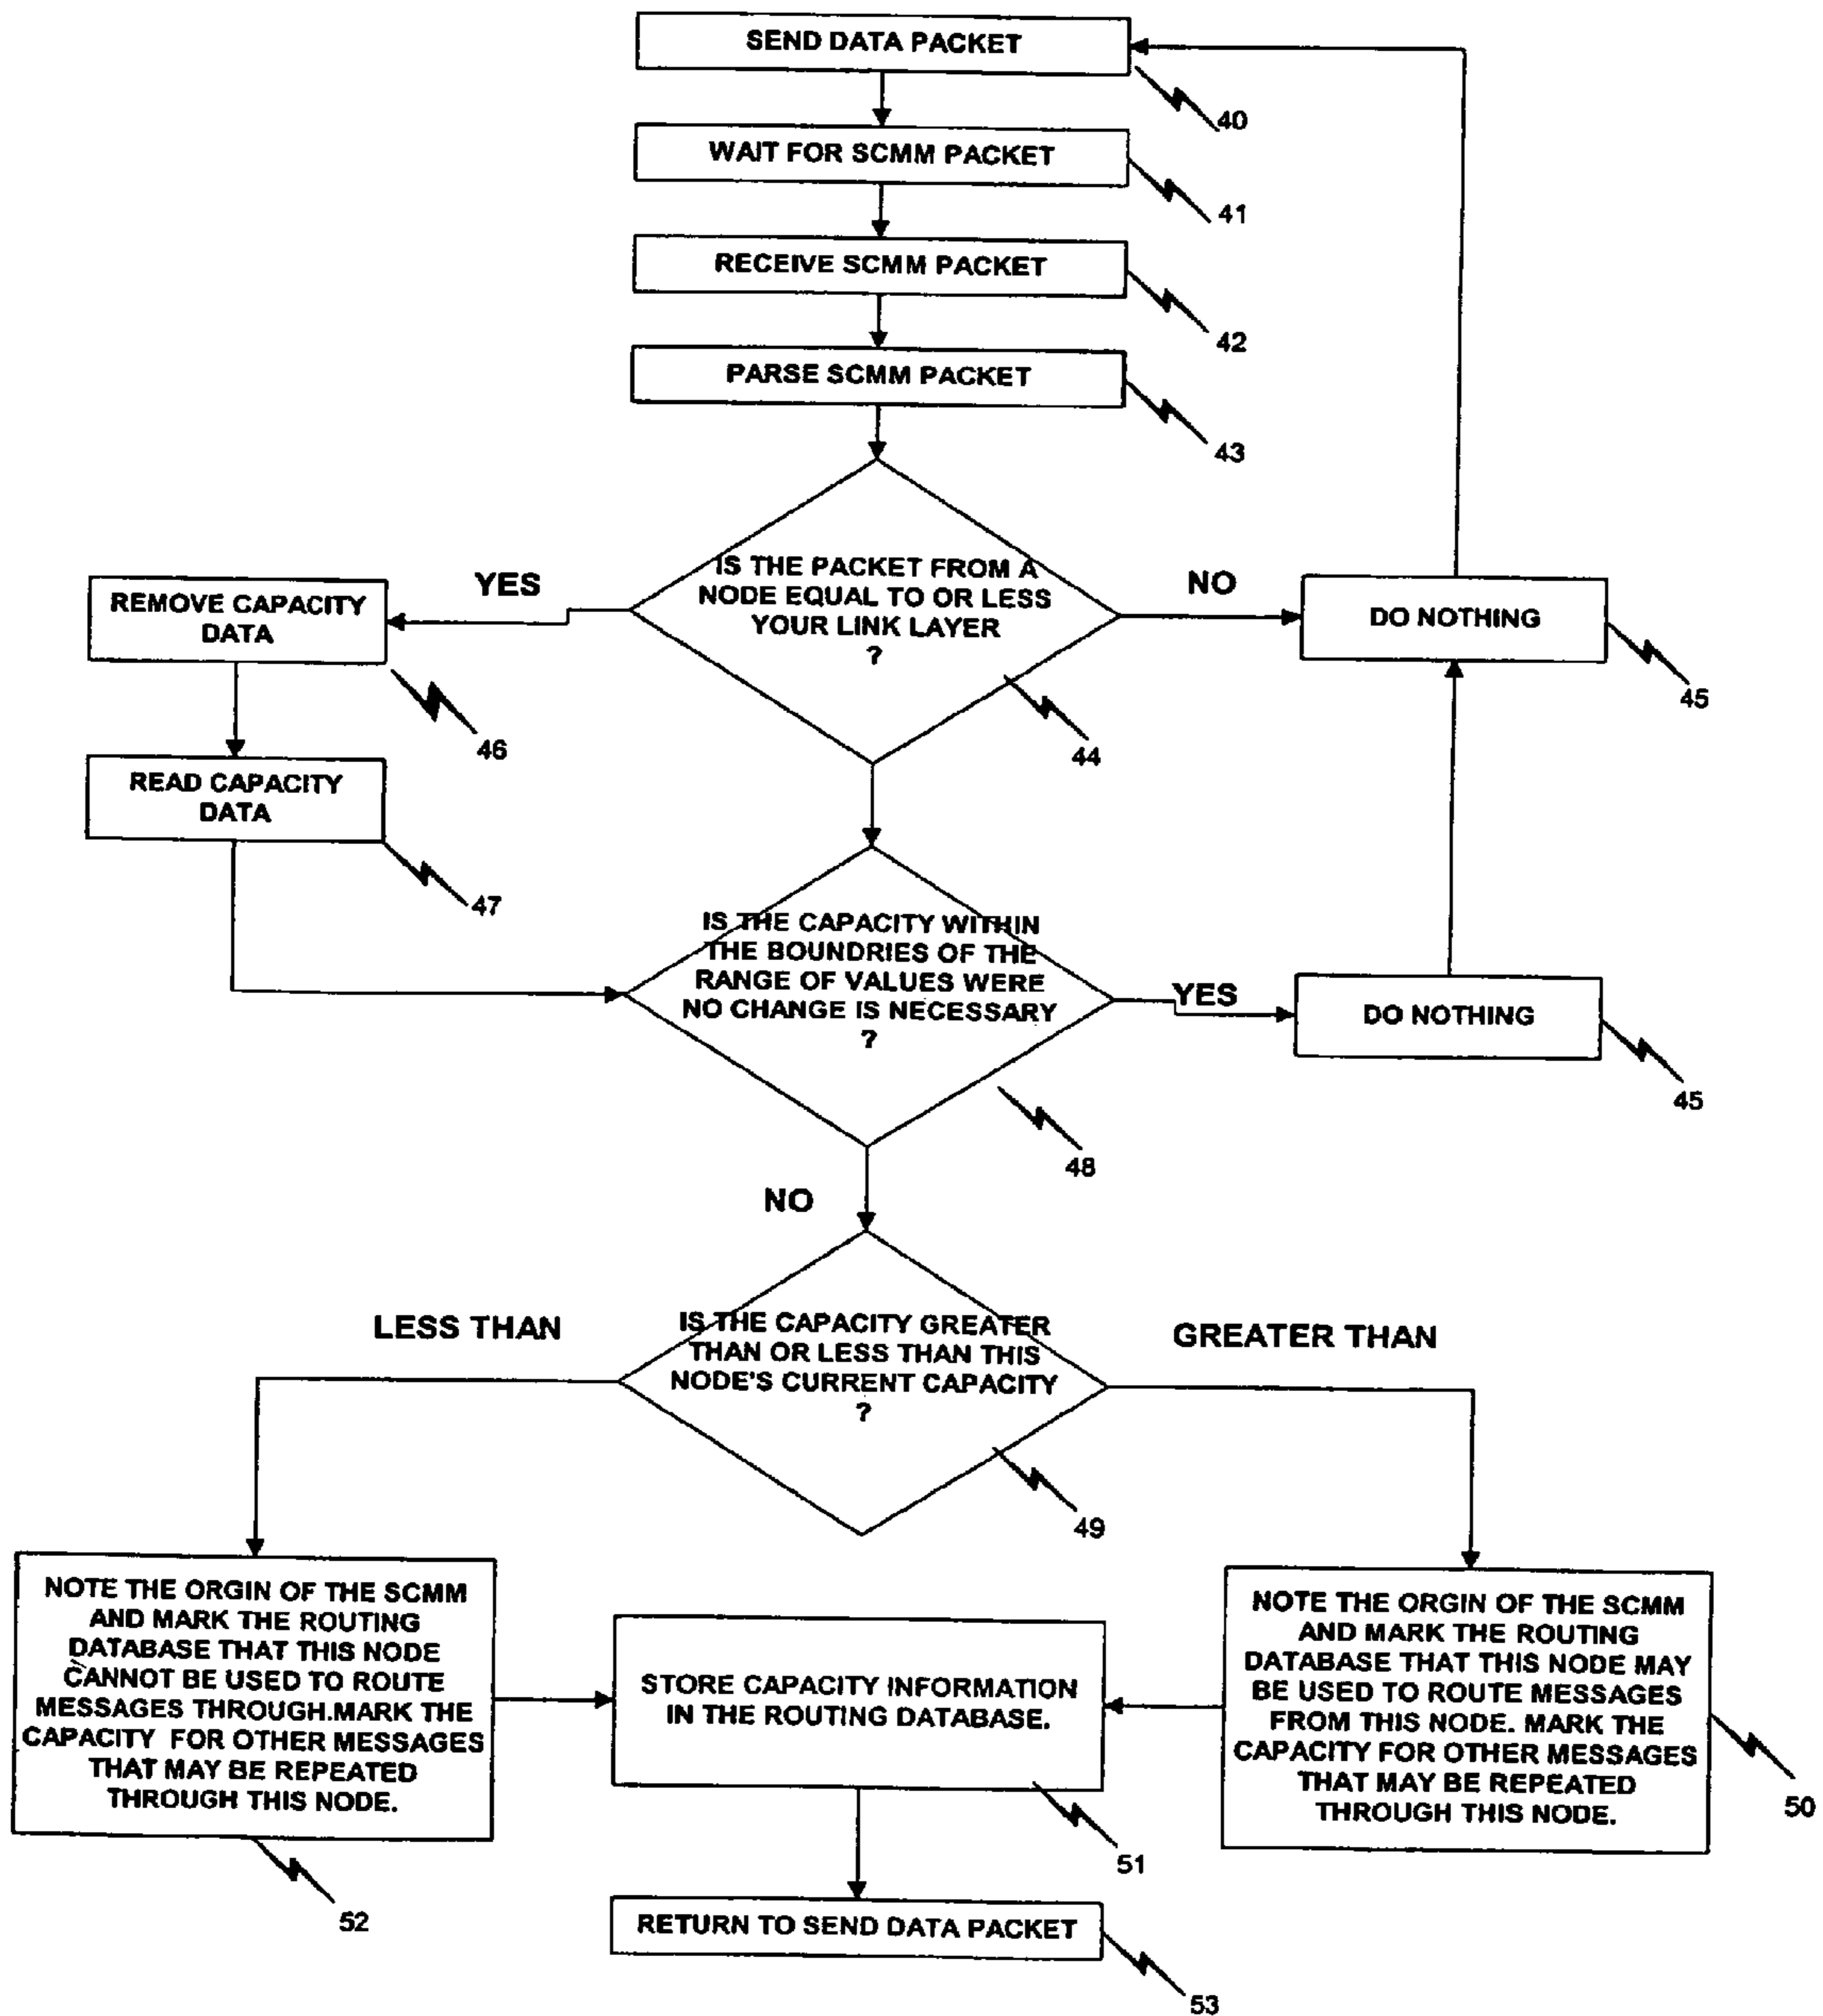 SEND DATA PACKET
40
WAIT FOR SCMM PACKET
41
RECEIVE SCMM PACKET
42
PARSE SCMM PACKET
43
IS THE PACKET FROM A
NODE EQUAL TO OR LESS
YOUR LINK LAYER
?
44
YES
NO
REMOVE CAPACITY
DATA
46
DO NOTHING
45
READ CAPACITY
DATA
47
IS THE CAPACITY WITHIN
THE BOUNDRIES OF THE
RANGE OF VALUES WERE
NO CHANGE IS NECESSARY
?
48
YES
DO NOTHING
45
NO
IS THE CAPACITY GREATER
THAN OR LESS THAN THIS
NODE'S CURRENT CAPACITY
?
49
LESS THAN
GREATER THAN
NOTE THE ORGIN OF THE SCMM
AND MARK THE ROUTING
DATABASE THAT THIS NODE
CANNOT BE USED TO ROUTE
MESSAGES THROUGH.MARK THE
CAPACITY FOR OTHER MESSAGES
THAT MAY BE REPEATED
THROUGH THIS NODE.
52
STORE CAPACITY INFORMATION
IN THE ROUTING DATABASE.
51
NOTE THE ORGIN OF THE SCMM
AND MARK THE ROUTING
DATABASE THAT THIS NODE MAY
BE USED TO ROUTE MESSAGES
FROM THIS NODE. MARK THE
CAPACITY FOR OTHER MESSAGES
THAT MAY BE REPEATED
THROUGH THIS NODE.
50
RETURN TO SEND DATA PACKET
53